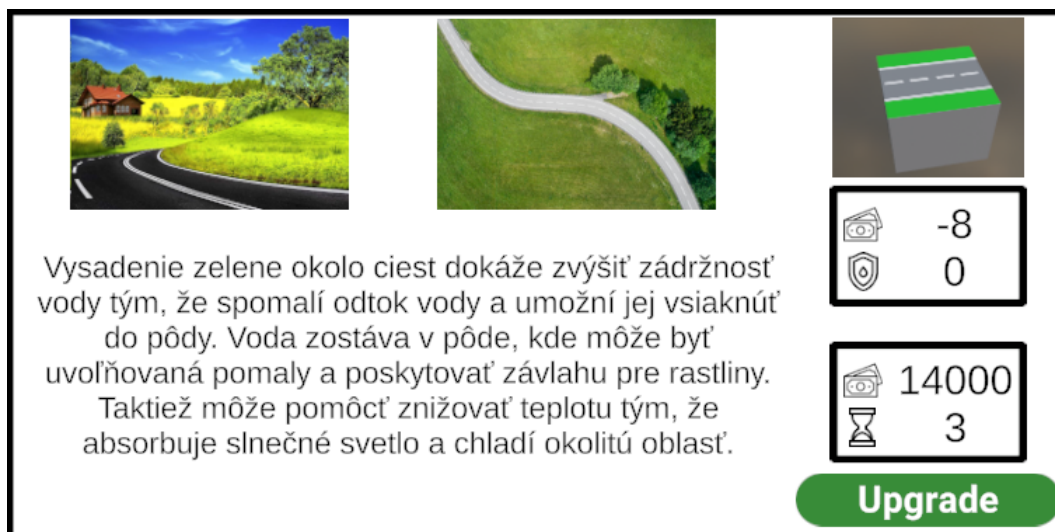 Vysadenie zelene okolo ciest dokáže zvýšiť zádržnosť
vody tým, že spomalí odtok vody a umožní jej vsiaknúť
do pôdy. Voda zostáva v pôde, kde môže byť
uvoľňovaná pomaly a poskytovať závlahu pre rastliny.
Taktiež môže pomôcť znižovať teplotu tým, že
absorbuje slnečné svetlo a chladí okolitú oblasť.
-8
0
14000
3
Upgrade